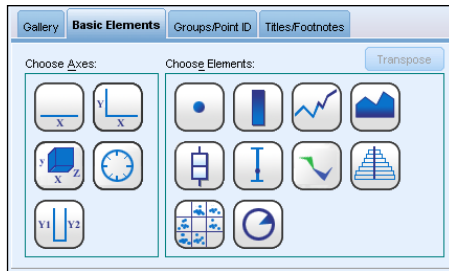 Gallery Basic Elements Groups/Point ID Titles/Footnotes
Choose Axes: Choose Elements: Transpose
X Y X
y X Z
Y1 Y2